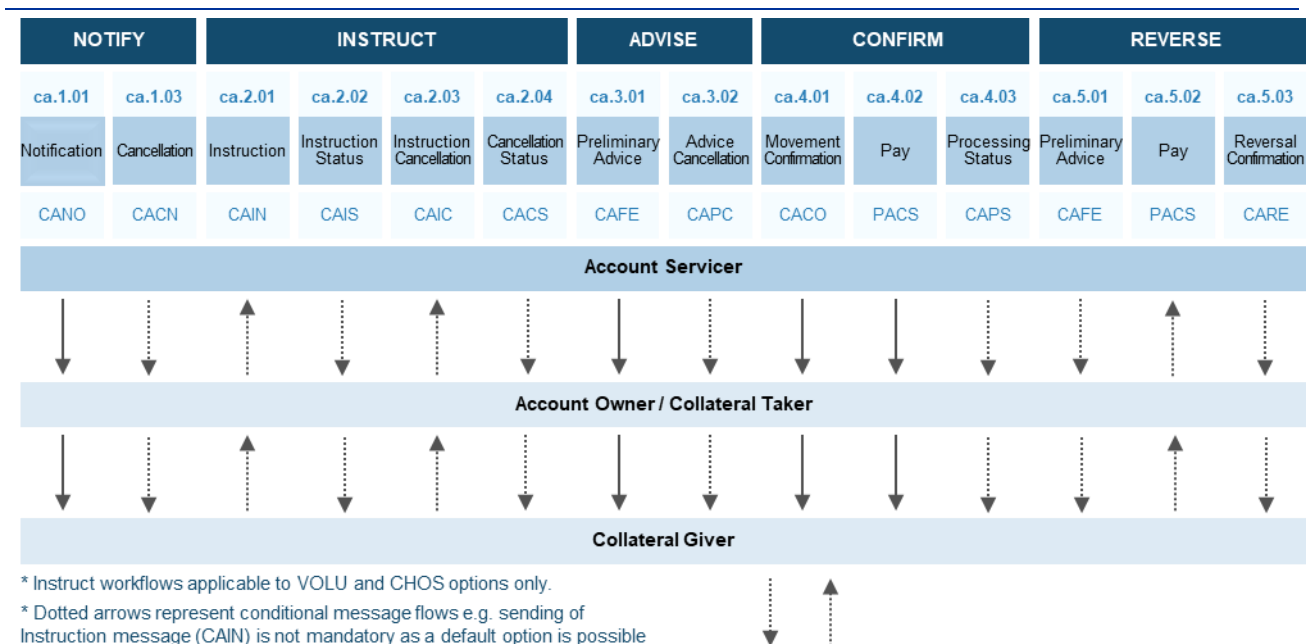 NOTIFY INSTRUCT ADVISE CONFIRM REVERSE
ca.1.01 ca.1.03 ca.2.01 ca.2.02 ca.2.03 ca.2.04 ca.3.01 ca.3.02 ca.4.01 ca.4.02 ca.4.03 ca.5.01 ca.5.02 ca.5.03
Notification Cancellation Instruction Instruction Status Instruction Cancellation Cancellation Status Preliminary Advice Advice Cancellation Movement Confirmation Pay Processing Status Preliminary Advice Pay Reversal Confirmation
CANO CACN CAIN CAIS CAIC CACS CAFE CAPC CACO PACS CAPS CAFE PACS CARE
Account Servicer
Account Owner / Collateral Taker
Collateral Giver
* Instruct workflows applicable to VOLU and CHOS options only.
* Dotted arrows represent conditional message flows e.g. sending of
Instruction message (CAIN) is not mandatory as a default option is possible